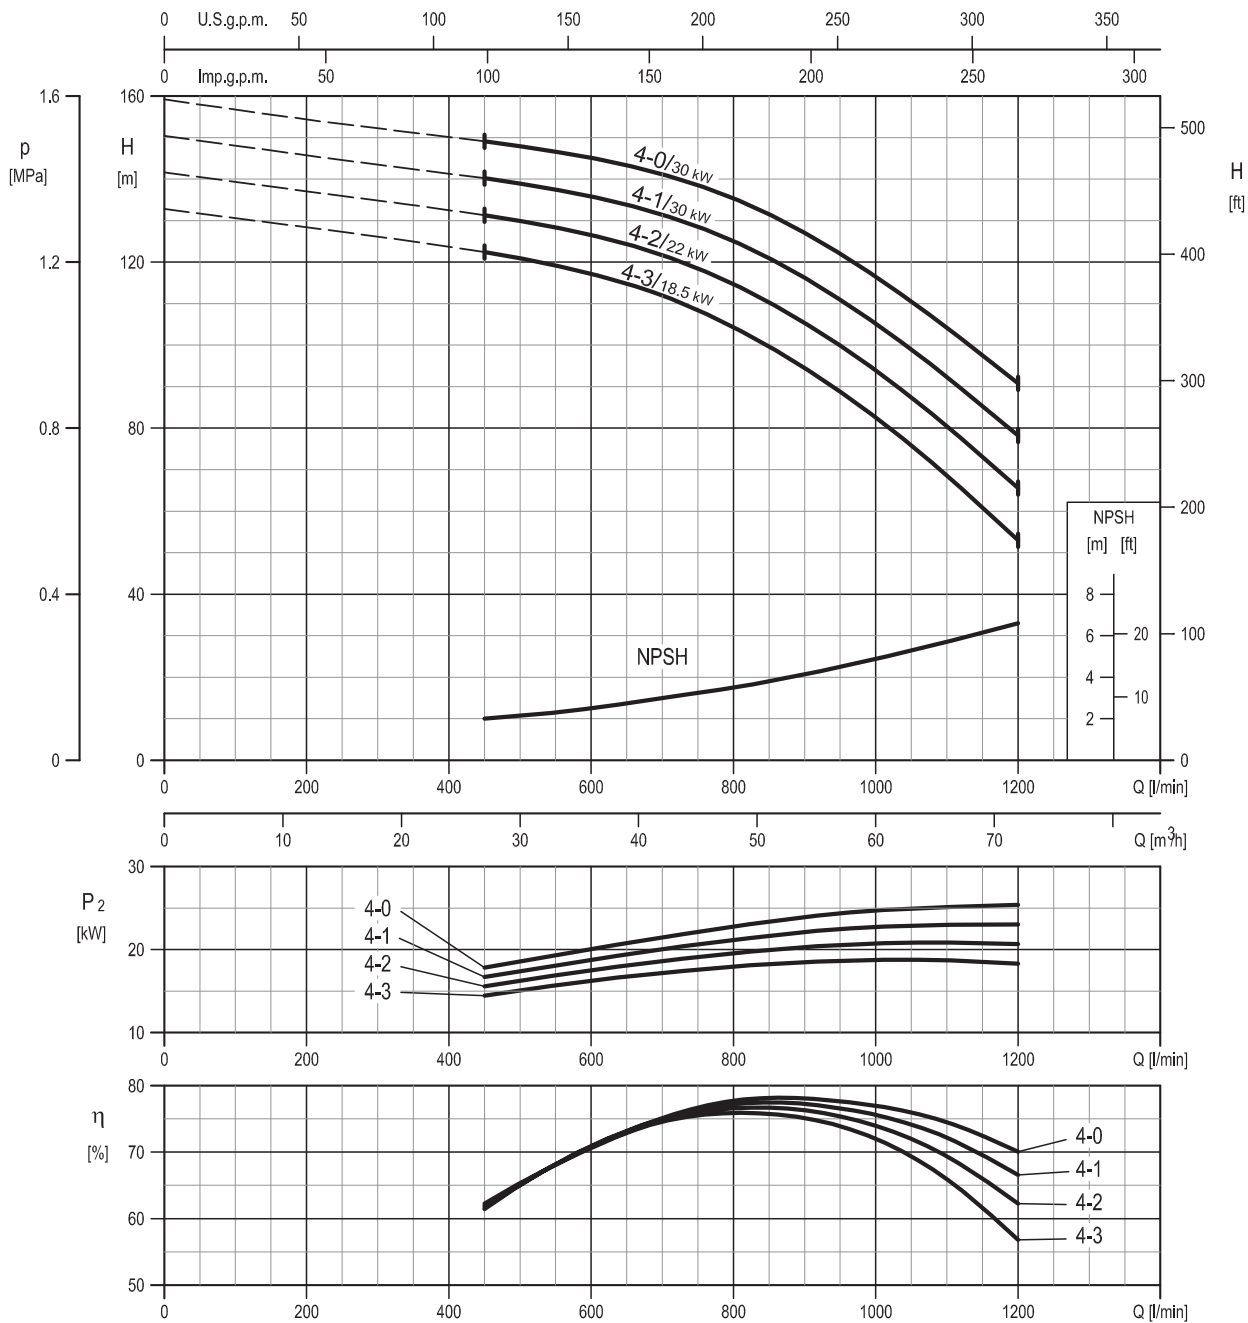 0 U.S.g.p.m. 50 100 150 200 250 300 350
0 Imp.g.p.m. 50 100 150 200 250 300
p
[MPa]
1.6
1.2
0.8
0.4
0
H
[m]
160
120
80
40
0
4-0/30 kW
4-1/30 kW
4-2/22 kW
4-3/18.5 kW
NPSH
H
[ft]
500
400
300
200
100
0
NPSH
[m] [ft]
8
6
4
2
20
10
0 200 400 600 800 1000 1200 Q [l/min]
0 10 20 30 40 50 60 70 Q [m³/h]
P2
[kW]
30
20
10
4-0
4-1
4-2
4-3
0 200 400 600 800 1000 1200 Q [l/min]
η
[%]
80
70
60
50
4-0
4-1
4-2
4-3
0 200 400 600 800 1000 1200 Q [l/min]